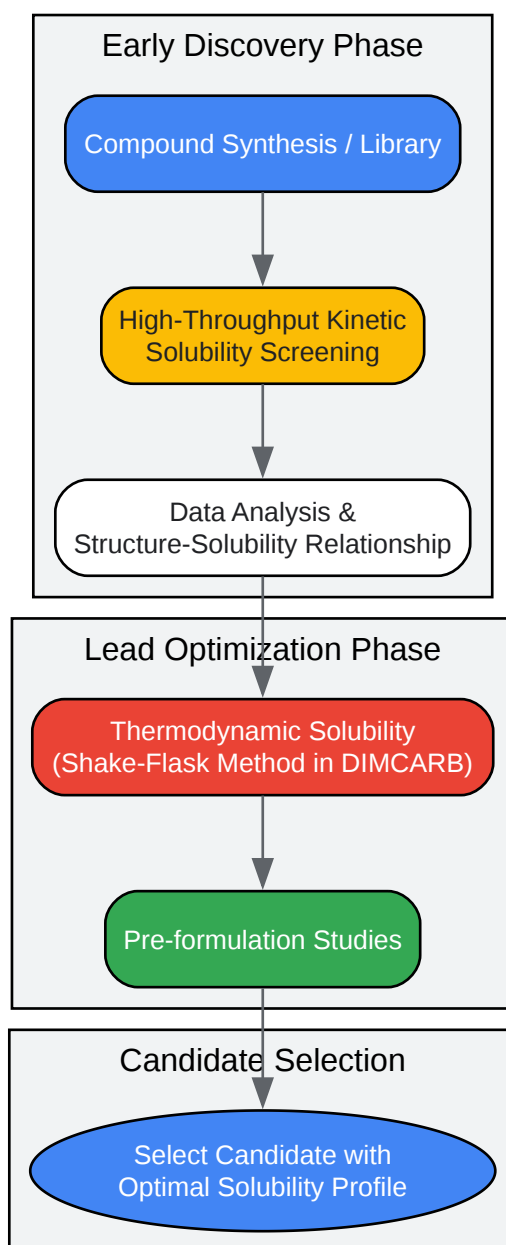 Early Discovery Phase
Compound Synthesis / Library
High-Throughput Kinetic
Solubility Screening
Data Analysis &
Structure-Solubility Relationship
Lead Optimization Phase
Thermodynamic Solubility
(Shake-Flask Method in DIMCARB)
Pre-formulation Studies
Candidate Selection
Select Candidate with
Optimal Solubility Profile